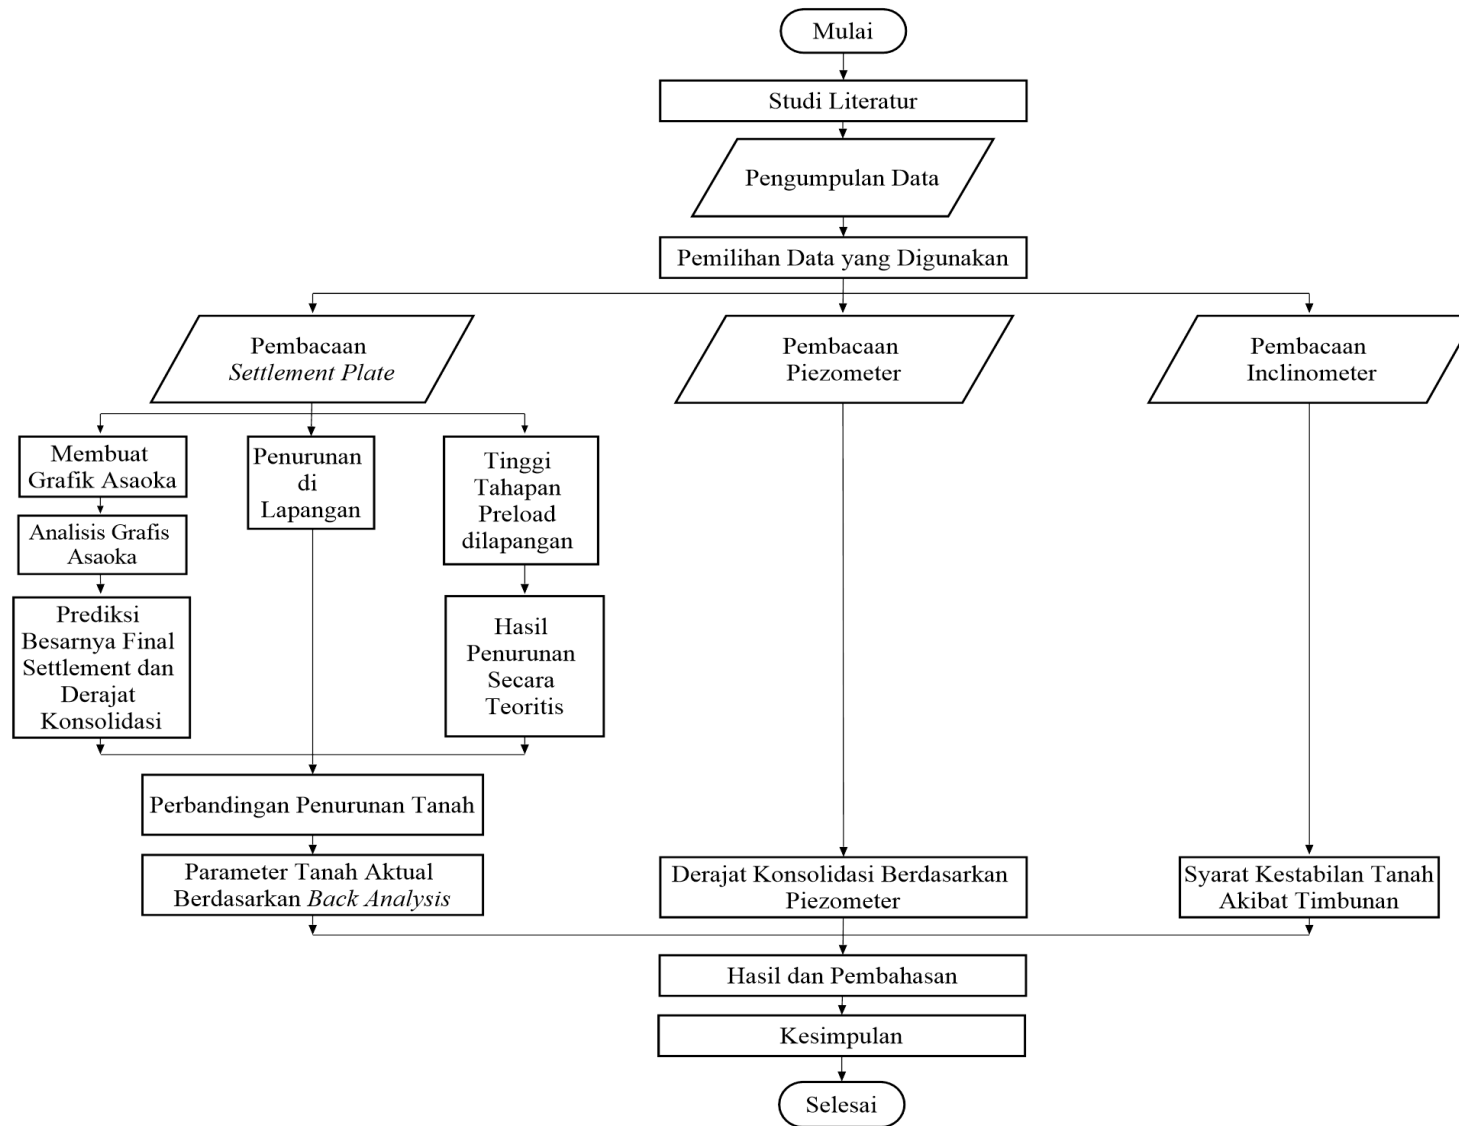 Mulai
Studi Literatur
Pengumpulan Data
Pemilihan Data yang Digunakan
Pembacaan
Settlement Plate
Pembacaan
Piezometer
Pembacaan
Inclinometer
Membuat
Grafik Asaoka
Penurunan
di
Lapangan
Tinggi
Tahapan
Preload
dilapangan
Analisis Grafis
Asaoka
Prediksi
Besarnya Final
Settlement dan
Derajat
Konsolidasi
Hasil
Penurunan
Secara
Teoritis
Perbandingan Penurunan Tanah
Parameter Tanah Aktual
Berdasarkan Back Analysis
Derajat Konsolidasi Berdasarkan
Piezometer
Syarat Kestabilan Tanah
Akibat Timbunan
Hasil dan Pembahasan
Kesimpulan
Selesai